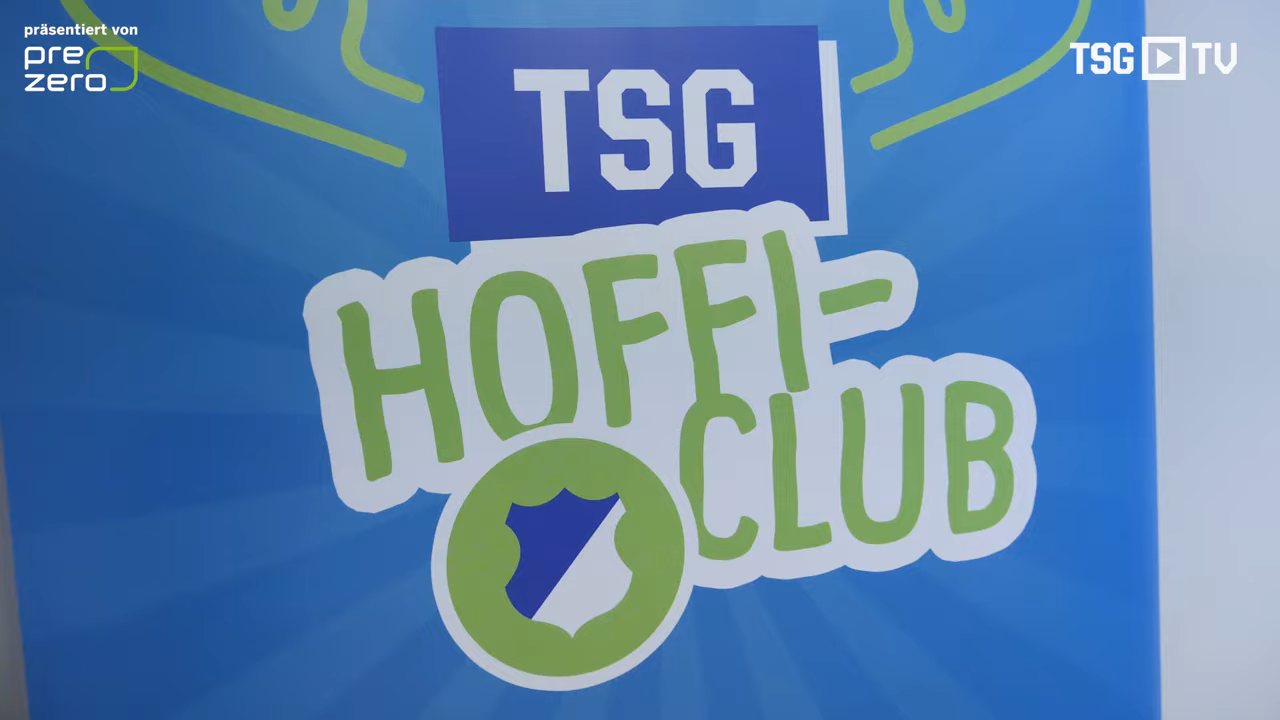 präsentiert von
pre
zero
TSG TV
TSG
HOFFI-
CLUB